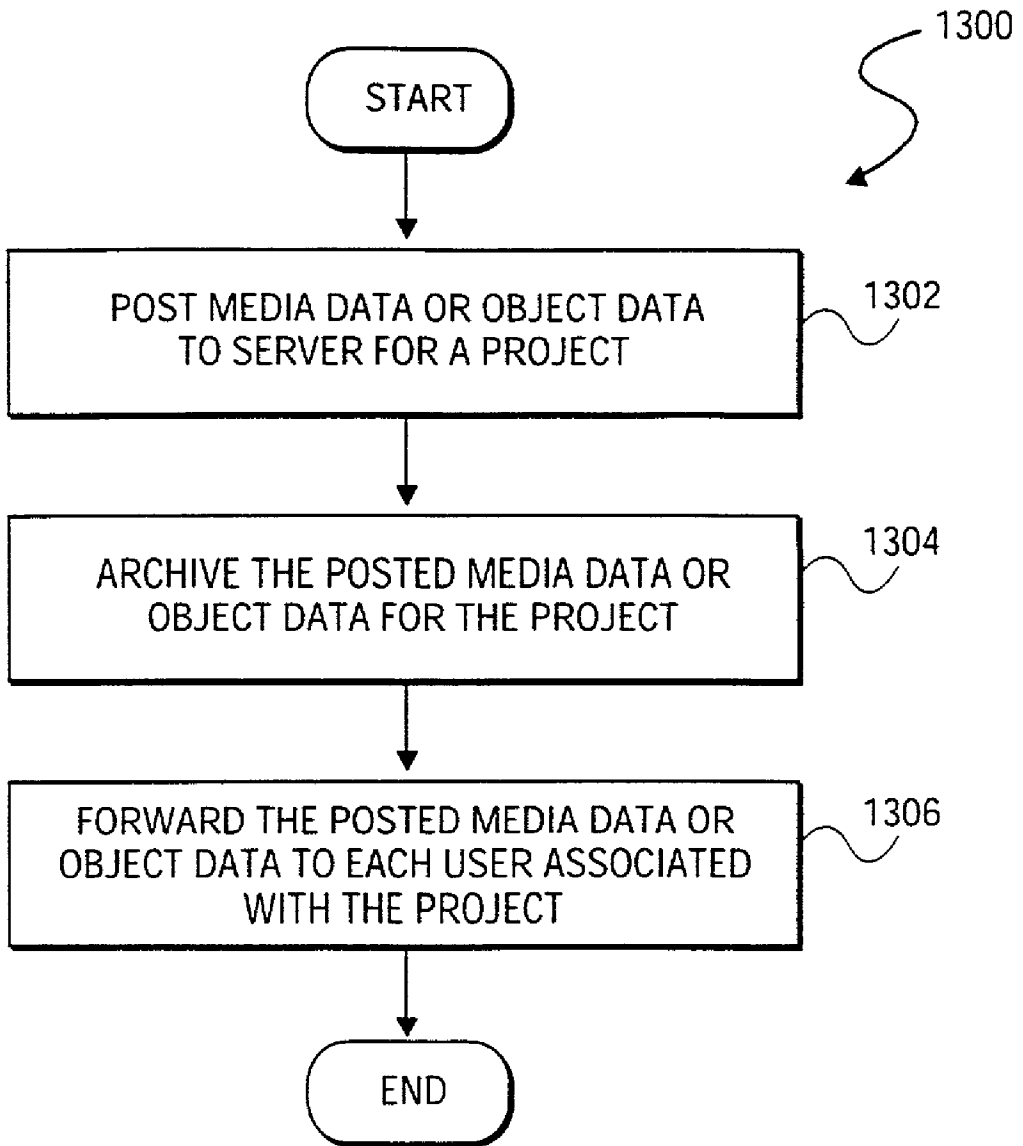 1300
START
POST MEDIA DATA OR OBJECT DATA
TO SERVER FOR A PROJECT
1302
ARCHIVE THE POSTED MEDIA DATA OR
OBJECT DATA FOR THE PROJECT
1304
FORWARD THE POSTED MEDIA DATA OR
OBJECT DATA TO EACH USER ASSOCIATED
WITH THE PROJECT
1306
END